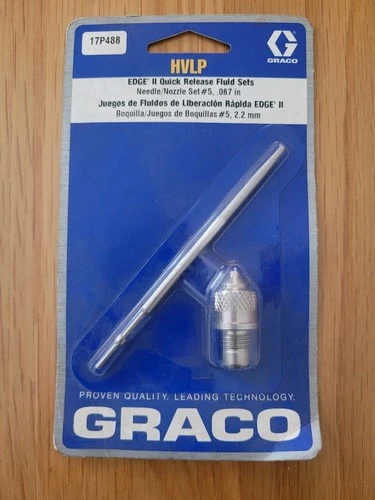 17P488
GRACO
HVLP
EDGE® II Quick Release Fluid Sets
Needle/Nozzle Set #5, .087 in
Juegos de Fluidos de Liberación Rápida EDGE® II
Boquilla/Juegos de Boquillas #5, 2.2 mm
PROVEN QUALITY. LEADING TECHNOLOGY.
GRACO